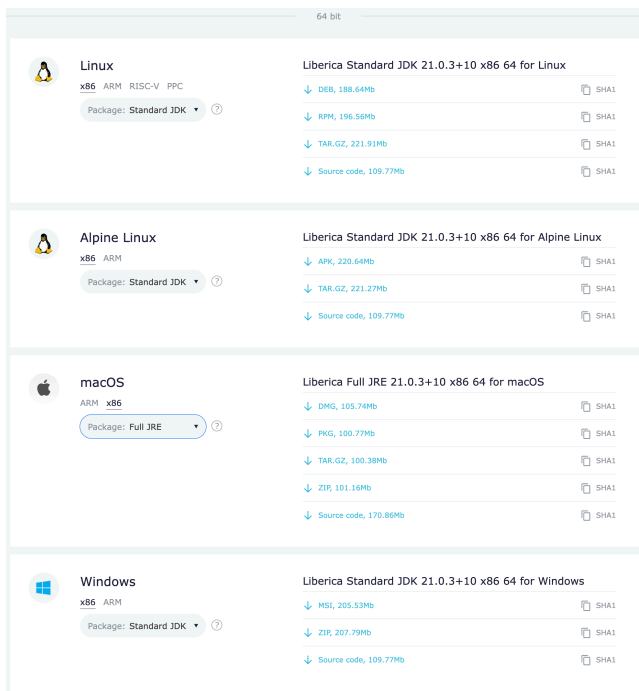 64 bit
Linux
x86 ARM RISC-V PPC
Package: Standard JDK ?
Liberica Standard JDK 21.0.3+10 x86 64 for Linux
DEB, 188.64Mb SHA1
RPM, 196.56Mb SHA1
TAR.GZ, 221.91Mb SHA1
Source code, 109.77Mb SHA1
Alpine Linux
x86 ARM
Package: Standard JDK ?
Liberica Standard JDK 21.0.3+10 x86 64 for Alpine Linux
APK, 220.64Mb SHA1
TAR.GZ, 221.27Mb SHA1
Source code, 109.77Mb SHA1
macOS
ARM x86
Package: Full JRE ?
Liberica Full JRE 21.0.3+10 x86 64 for macOS
DMG, 105.74Mb SHA1
PKG, 100.77Mb SHA1
TAR.GZ, 100.38Mb SHA1
ZIP, 101.16Mb SHA1
Source code, 170.86Mb SHA1
Windows
x86 ARM
Package: Standard JDK ?
Liberica Standard JDK 21.0.3+10 x86 64 for Windows
MSI, 205.53Mb SHA1
ZIP, 207.79Mb SHA1
Source code, 109.77Mb SHA1